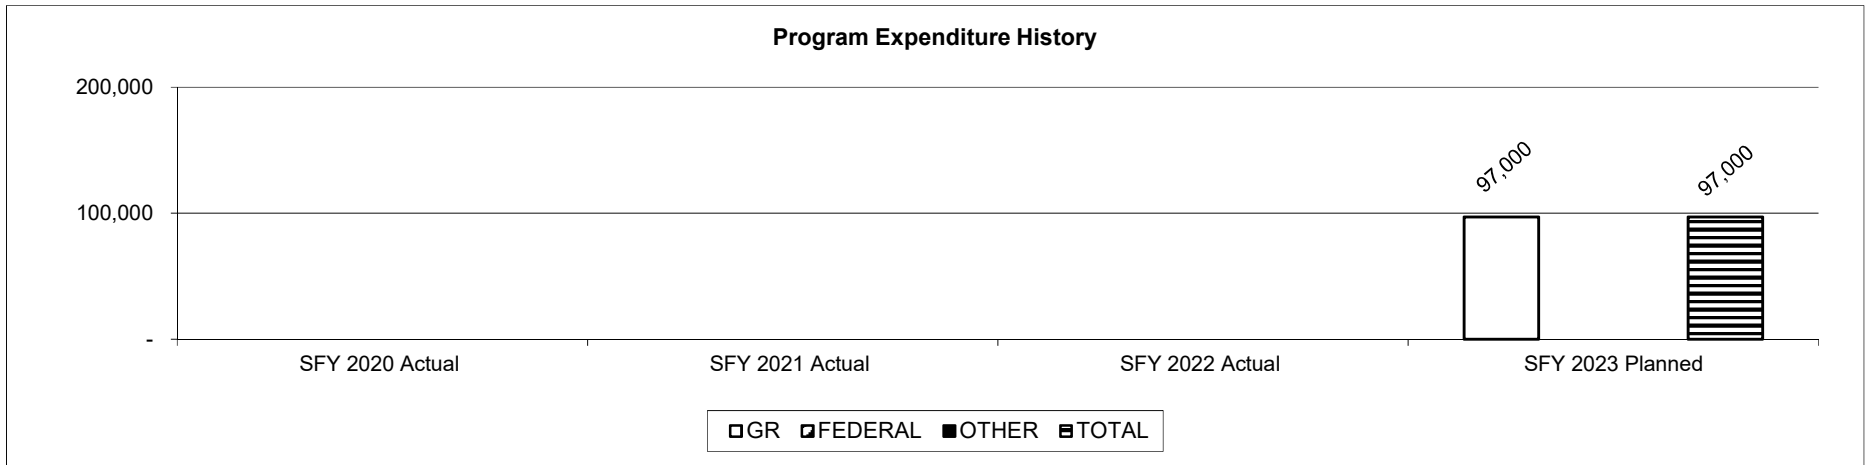 Program Expenditure History
200,000
100,000
-
97,000
97,000
SFY 2020 Actual
SFY 2021 Actual
SFY 2022 Actual
SFY 2023 Planned
GR
FEDERAL
OTHER
TOTAL